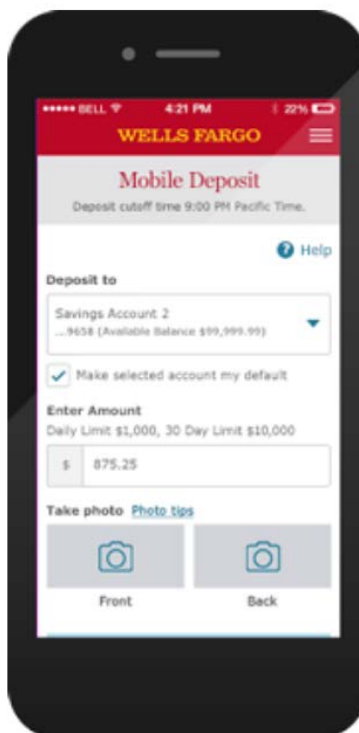 BELL 4:21 PM 22%
WELLS FARGO
Mobile Deposit
Deposit cutoff time 9:00 PM Pacific Time.
Help
Deposit to
Savings Account 2
...9658 (Available Balance $99,999.99)
Make selected account my default
Enter Amount
Daily Limit $1,000, 30 Day Limit $10,000
$ 875.25
Take photo Photo tips
Front Back